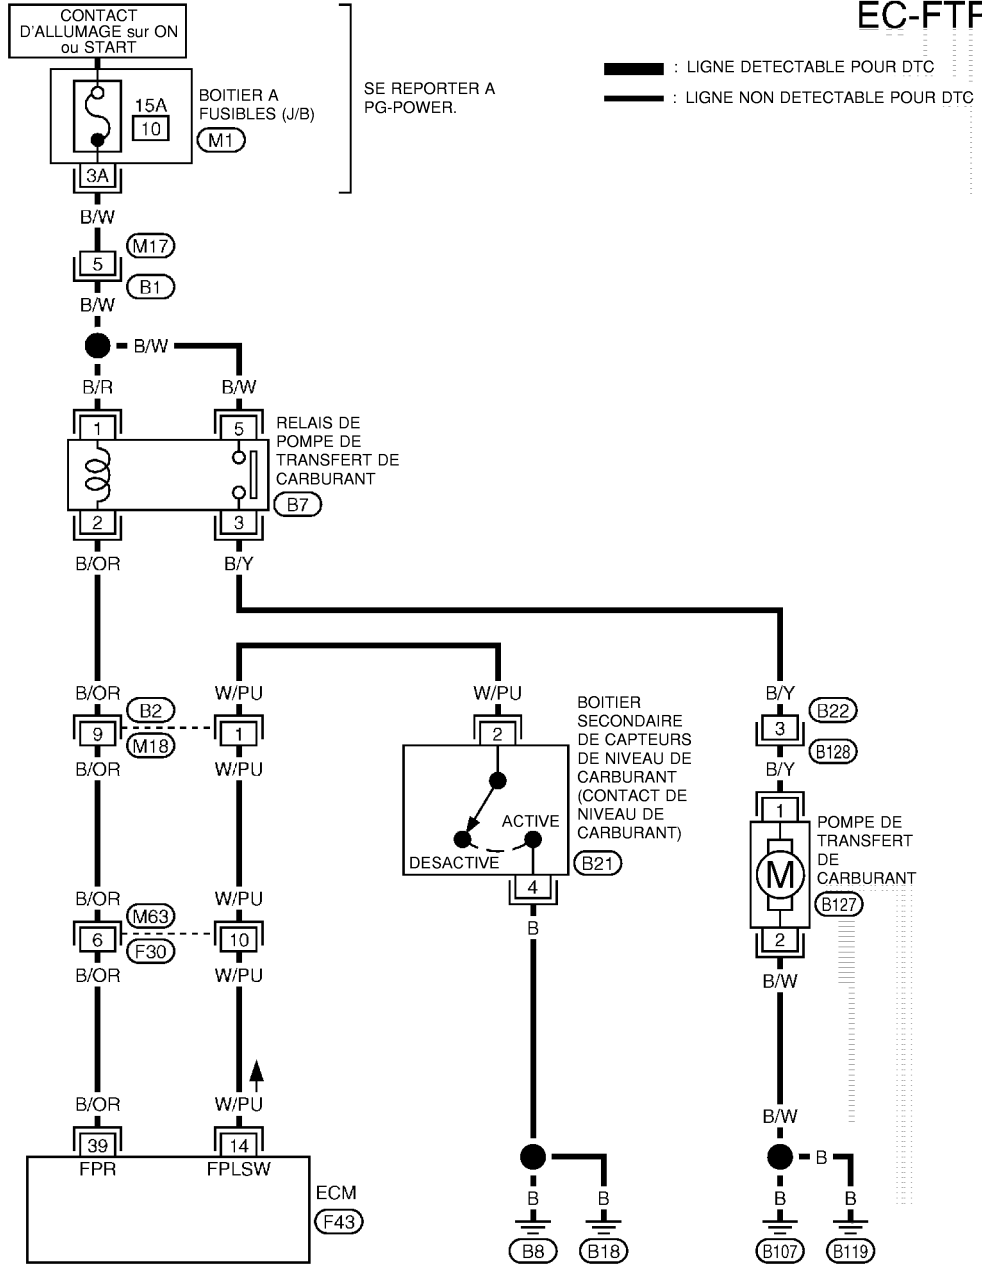 EC-FTP
CONTACT
D'ALLUMAGE sur ON
ou START
15A
10
BOITIER A
FUSIBLES (J/B)
M1
SE REPORTER A
PG-POWER.
: LIGNE DETECTABLE POUR DTC
: LIGNE NON DETECTABLE POUR DTC
3A
B/W
M17
5
B1
B/W
B/W
B/R
B/W
1
5
RELAIS DE
POMPE DE
TRANSFERT DE
CARBURANT
B7
2
3
B/OR
B/Y
B/OR
W/PU
W/PU
B/Y
B2
9
1
M18
B/OR
W/PU
2
BOITIER
SECONDAIRE
DE CAPTEURS
DE NIVEAU DE
CARBURANT
(CONTACT DE
NIVEAU DE
CARBURANT)
B21
ACTIVE
DESACTIVE
4
B
B22
3
B128
B/Y
1
M
POMPE DE
TRANSFERT
DE
CARBURANT
B127
2
B/W
B/OR
W/PU
M63
6
10
F30
B/OR
W/PU
B/OR
W/PU
39
14
FPR
FPLSW
ECM
F43
B/W
B
B
B
B
B
B8
B18
B107
B119